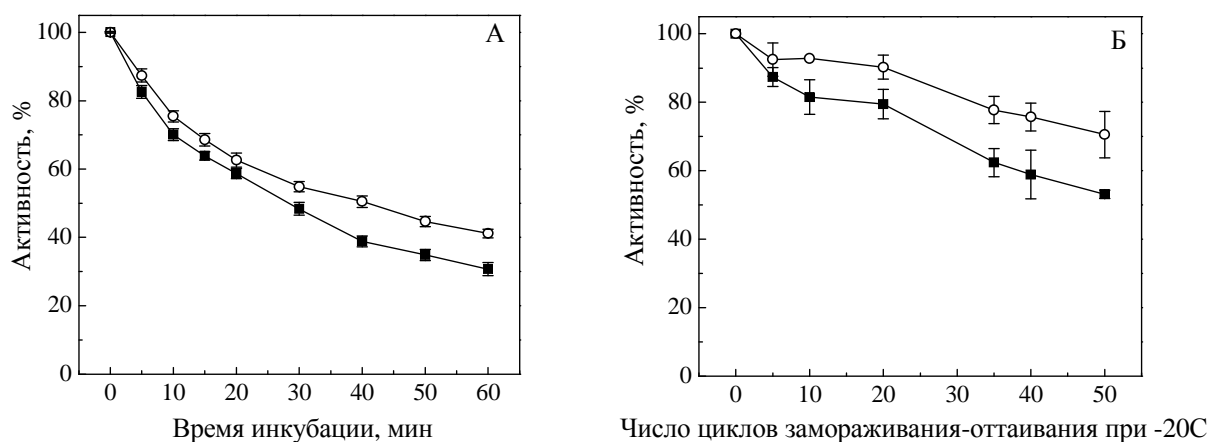 А
Активность, %
100
80
60
40
20
0
0 10 20 30 40 50 60
Время инкубации, мин
Б
Активность, %
100
80
60
40
20
0
0 10 20 30 40 50
Число циклов замораживания-оттаивания при -20С